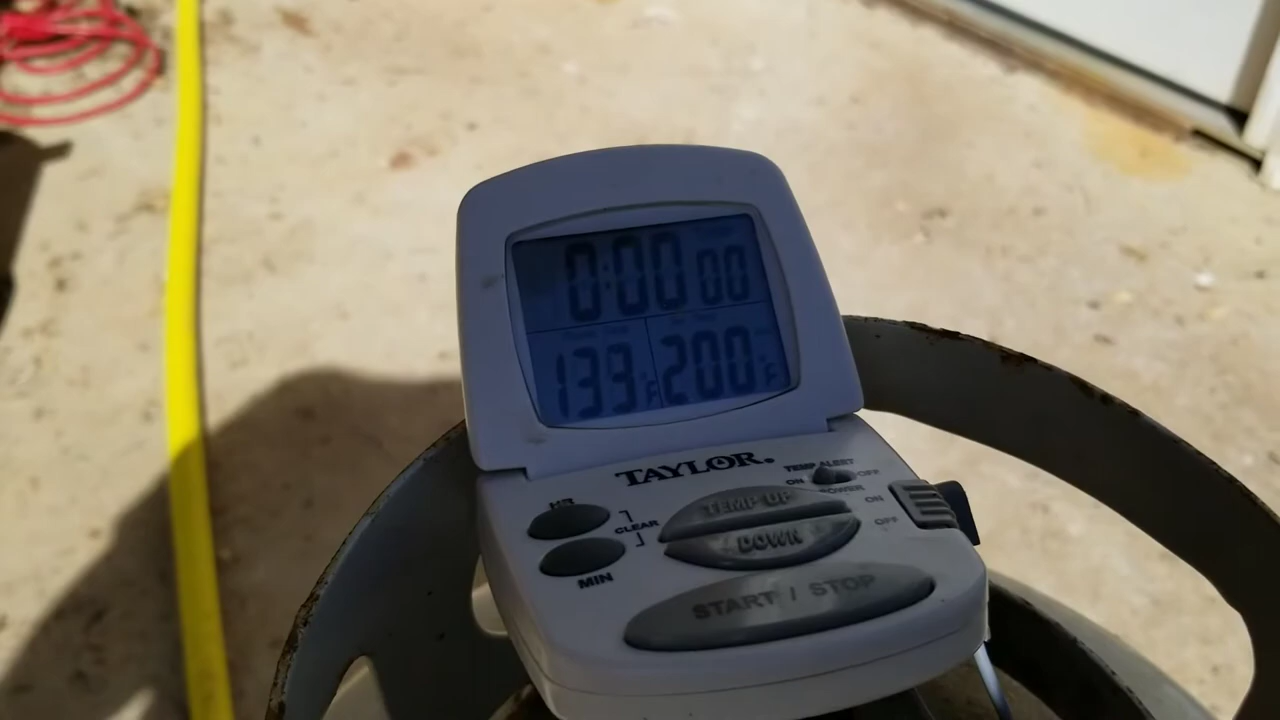 0:00 00
133°F 200°F
TAYLOR.
TEMP ALERT
ON OFF
POWER
ON
OFF
HR
CLEAR
MIN
TEMP UP
DOWN
START / STOP